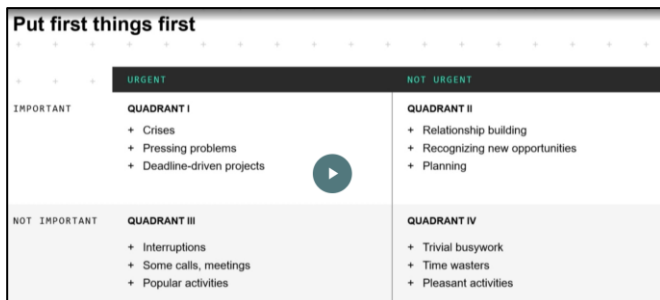 Put first things first
URGENT NOT URGENT
IMPORTANT QUADRANT I QUADRANT II
+ Crises + Relationship building
+ Pressing problems + Recognizing new opportunities
+ Deadline-driven projects + Planning
NOT IMPORTANT QUADRANT III QUADRANT IV
+ Interruptions + Trivial busywork
+ Some calls, meetings + Time wasters
+ Popular activities + Pleasant activities